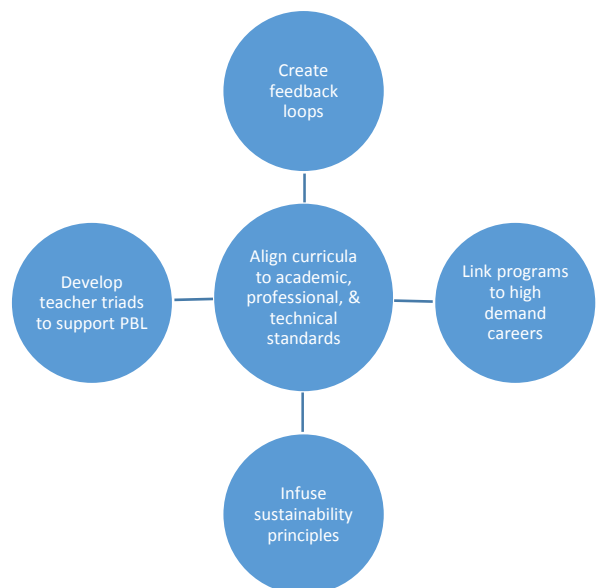 Create
feedback
loops
Develop
teacher triads
to support PBL
Align curricula
to academic,
professional, &
technical
standards
Link programs
to high
demand
careers
Infuse
sustainability
principles